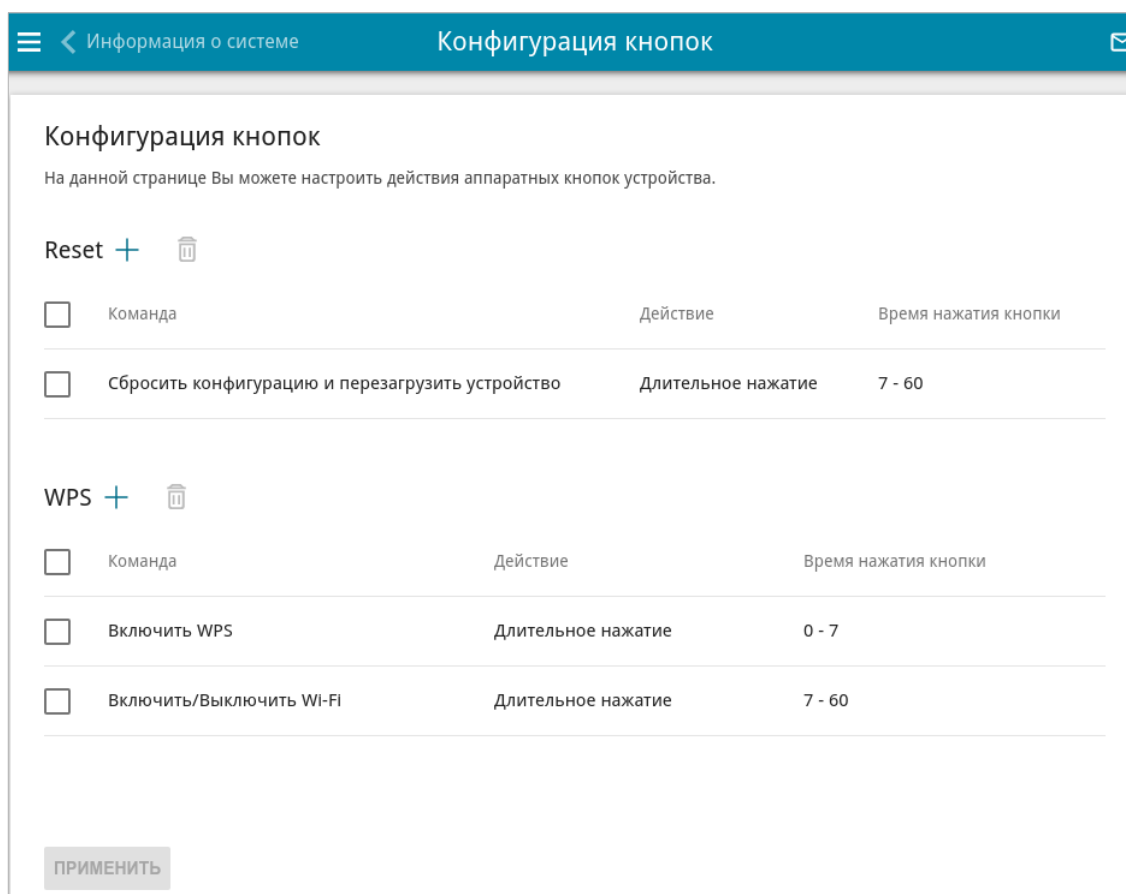 Информация о системе Конфигурация кнопок
Конфигурация кнопок
На данной странице Вы можете настроить действия аппаратных кнопок устройства.
Reset
Команда Действие Время нажатия кнопки
Сбросить конфигурацию и перезагрузить устройство Длительное нажатие 7 - 60
WPS
Команда Действие Время нажатия кнопки
Включить WPS Длительное нажатие 0 - 7
Включить/Выключить Wi-Fi Длительное нажатие 7 - 60
ПРИМЕНИТЬ